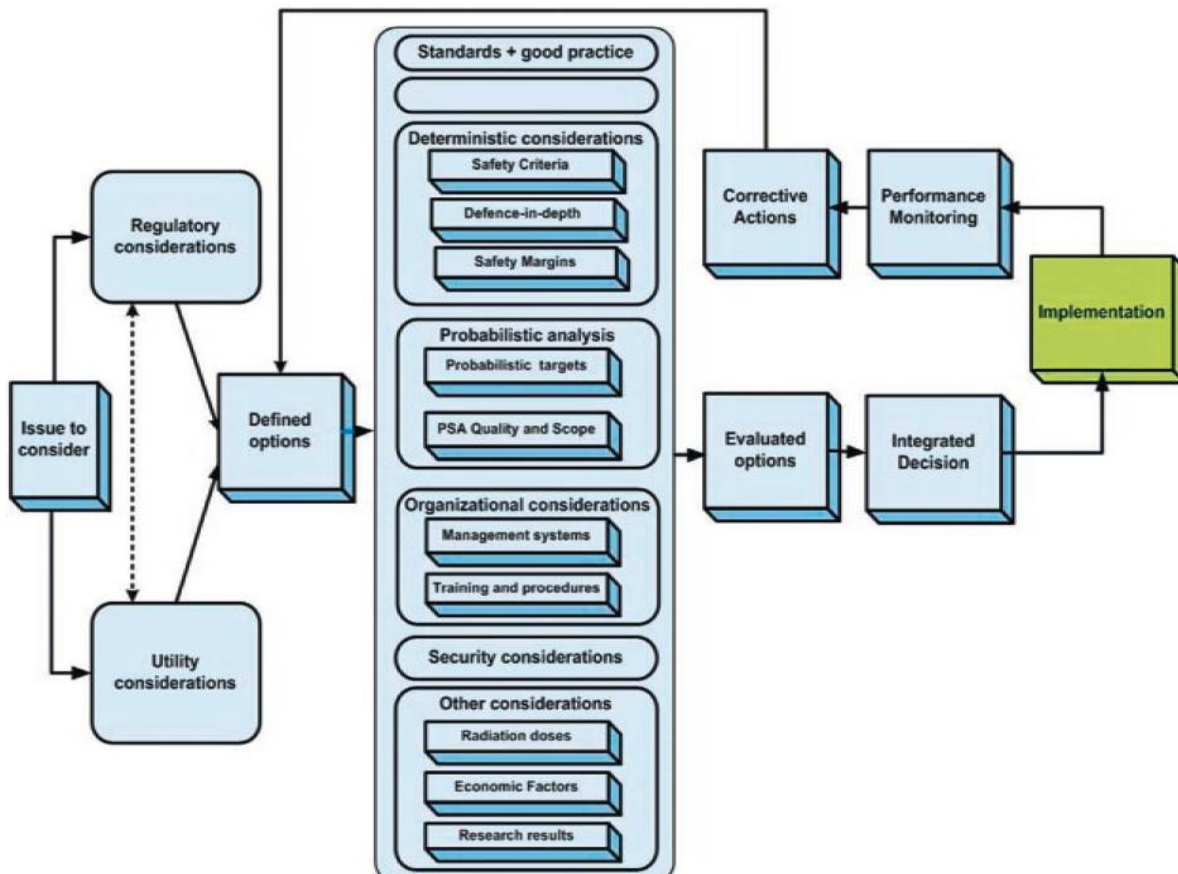 Standards + good practice
Deterministic considerations
Safety Criteria
Defence-in-depth
Safety Margins
Probabilistic analysis
Probabilistic targets
PSA Quality and Scope
Organizational considerations
Management systems
Training and procedures
Security considerations
Other considerations
Radiation doses
Economic Factors
Research results
Regulatory
considerations
Issue to
consider
Defined
options
Utility
considerations
Corrective
Actions
Performance
Monitoring
Implementation
Evaluated
options
Integrated
Decision